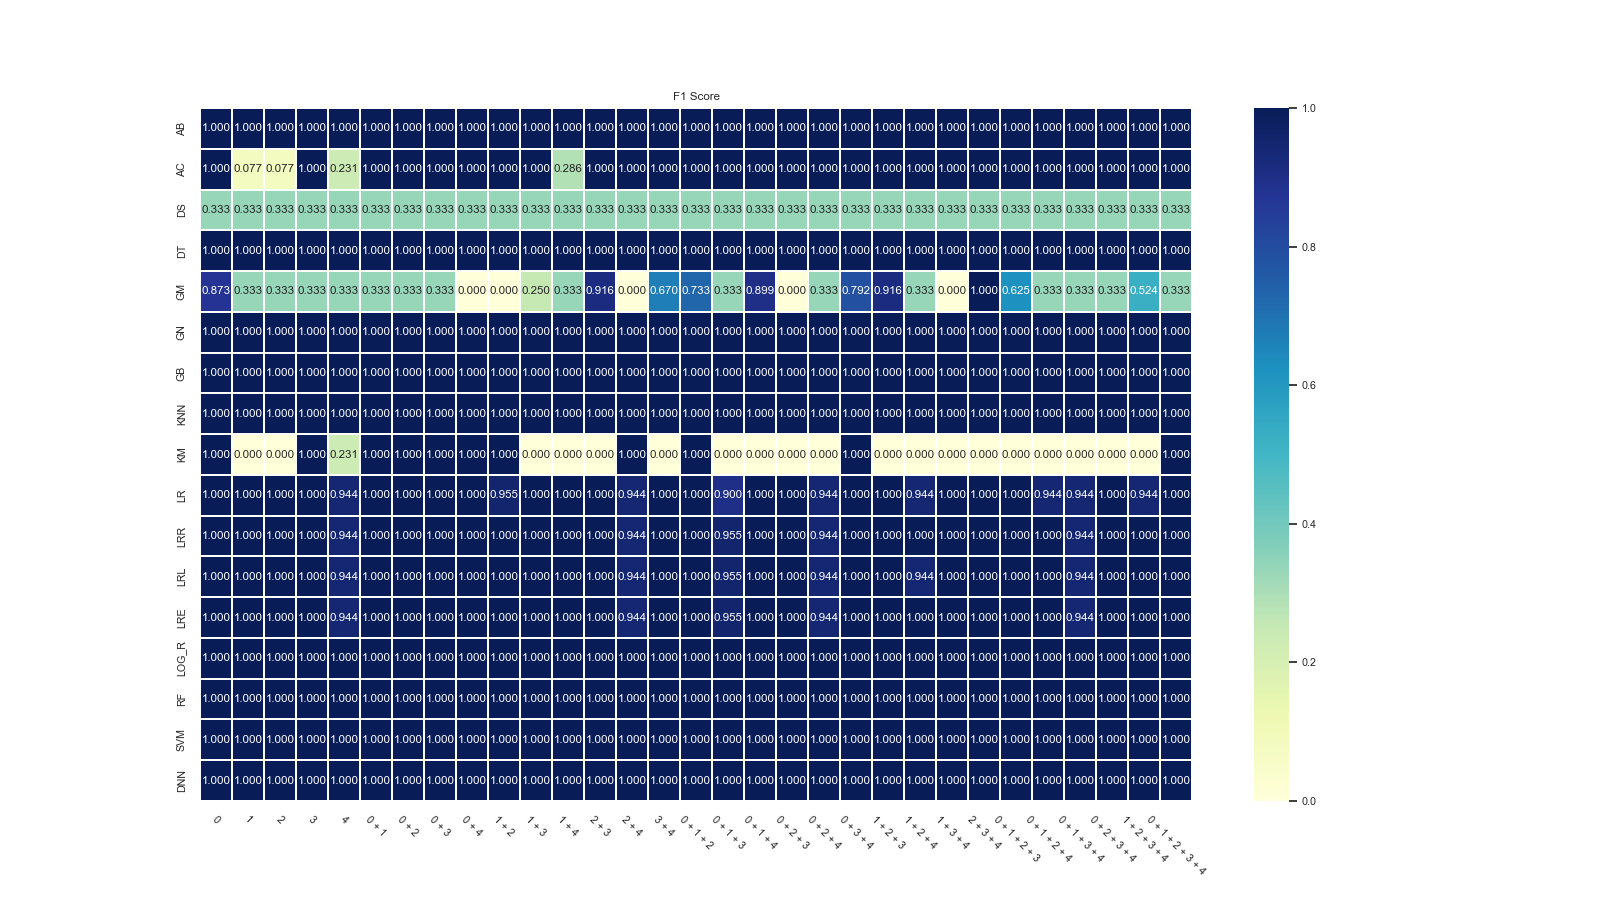 F1 Score
AB 1.000 1.000 1.000 1.000 1.000 1.000 1.000 1.000 1.000 1.000 1.000 1.000 1.000 1.000 1.000 1.000 1.000 1.000 1.000 1.000 1.000 1.000 1.000 1.000 1.000 1.000 1.000 1.000 1.000 1.000 1.000
AC 1.000 0.077 0.077 1.000 0.231 1.000 1.000 1.000 1.000 1.000 1.000 0.286 1.000 1.000 1.000 1.000 1.000 1.000 1.000 1.000 1.000 1.000 1.000 1.000 1.000 1.000 1.000 1.000 1.000 1.000 1.000
DS 0.333 0.333 0.333 0.333 0.333 0.333 0.333 0.333 0.333 0.333 0.333 0.333 0.333 0.333 0.333 0.333 0.333 0.333 0.333 0.333 0.333 0.333 0.333 0.333 0.333 0.333 0.333 0.333 0.333 0.333 0.333
DT 1.000 1.000 1.000 1.000 1.000 1.000 1.000 1.000 1.000 1.000 1.000 1.000 1.000 1.000 1.000 1.000 1.000 1.000 1.000 1.000 1.000 1.000 1.000 1.000 1.000 1.000 1.000 1.000 1.000 1.000 1.000
GM 0.873 0.333 0.333 0.333 0.333 0.333 0.333 0.333 0.000 0.000 0.250 0.333 0.916 0.000 0.670 0.733 0.333 0.899 0.000 0.333 0.792 0.916 0.333 0.000 1.000 0.625 0.333 0.333 0.333 0.524 0.333
GN 1.000 1.000 1.000 1.000 1.000 1.000 1.000 1.000 1.000 1.000 1.000 1.000 1.000 1.000 1.000 1.000 1.000 1.000 1.000 1.000 1.000 1.000 1.000 1.000 1.000 1.000 1.000 1.000 1.000 1.000 1.000
GB 1.000 1.000 1.000 1.000 1.000 1.000 1.000 1.000 1.000 1.000 1.000 1.000 1.000 1.000 1.000 1.000 1.000 1.000 1.000 1.000 1.000 1.000 1.000 1.000 1.000 1.000 1.000 1.000 1.000 1.000 1.000
KNN 1.000 1.000 1.000 1.000 1.000 1.000 1.000 1.000 1.000 1.000 1.000 1.000 1.000 1.000 1.000 1.000 1.000 1.000 1.000 1.000 1.000 1.000 1.000 1.000 1.000 1.000 1.000 1.000 1.000 1.000 1.000
KM 1.000 0.000 0.000 1.000 0.231 1.000 1.000 1.000 1.000 1.000 0.000 0.000 0.000 1.000 0.000 1.000 0.000 0.000 0.000 0.000 1.000 0.000 0.000 0.000 0.000 0.000 0.000 0.000 0.000 0.000 1.000
LR 1.000 1.000 1.000 1.000 0.944 1.000 1.000 1.000 1.000 0.955 1.000 1.000 1.000 0.944 1.000 1.000 0.900 1.000 1.000 0.944 1.000 1.000 0.944 1.000 1.000 1.000 0.944 0.944 1.000 0.944 1.000
LRR 1.000 1.000 1.000 1.000 0.944 1.000 1.000 1.000 1.000 1.000 1.000 1.000 1.000 0.944 1.000 1.000 0.955 1.000 1.000 0.944 1.000 1.000 1.000 1.000 1.000 1.000 1.000 0.944 1.000 1.000 1.000
LRL 1.000 1.000 1.000 1.000 0.944 1.000 1.000 1.000 1.000 1.000 1.000 1.000 1.000 0.944 1.000 1.000 0.955 1.000 1.000 0.944 1.000 1.000 0.944 1.000 1.000 1.000 1.000 0.944 1.000 1.000 1.000
LRE 1.000 1.000 1.000 1.000 0.944 1.000 1.000 1.000 1.000 1.000 1.000 1.000 1.000 0.944 1.000 1.000 0.955 1.000 1.000 0.944 1.000 1.000 1.000 1.000 1.000 1.000 1.000 0.944 1.000 1.000 1.000
LOG_R 1.000 1.000 1.000 1.000 1.000 1.000 1.000 1.000 1.000 1.000 1.000 1.000 1.000 1.000 1.000 1.000 1.000 1.000 1.000 1.000 1.000 1.000 1.000 1.000 1.000 1.000 1.000 1.000 1.000 1.000 1.000
RF 1.000 1.000 1.000 1.000 1.000 1.000 1.000 1.000 1.000 1.000 1.000 1.000 1.000 1.000 1.000 1.000 1.000 1.000 1.000 1.000 1.000 1.000 1.000 1.000 1.000 1.000 1.000 1.000 1.000 1.000 1.000
SVM 1.000 1.000 1.000 1.000 1.000 1.000 1.000 1.000 1.000 1.000 1.000 1.000 1.000 1.000 1.000 1.000 1.000 1.000 1.000 1.000 1.000 1.000 1.000 1.000 1.000 1.000 1.000 1.000 1.000 1.000 1.000
DNN 1.000 1.000 1.000 1.000 1.000 1.000 1.000 1.000 1.000 1.000 1.000 1.000 1.000 1.000 1.000 1.000 1.000 1.000 1.000 1.000 1.000 1.000 1.000 1.000 1.000 1.000 1.000 1.000 1.000 1.000 1.000
0
1
2
3
4
0 + 1
0 + 2
0 + 3
0 + 4
1 + 2
1 + 3
1 + 4
2 + 3
2 + 4
3 + 4
0 + 1 + 2
0 + 1 + 3
0 + 1 + 4
0 + 2 + 3
0 + 2 + 4
0 + 3 + 4
1 + 2 + 3
1 + 2 + 4
1 + 3 + 4
2 + 3 + 4
0 + 1 + 2 + 3
0 + 1 + 2 + 4
0 + 1 + 3 + 4
0 + 2 + 3 + 4
1 + 2 + 3 + 4
0 + 1 + 2 + 3 + 4
1.0
0.8
0.6
0.4
0.2
0.0